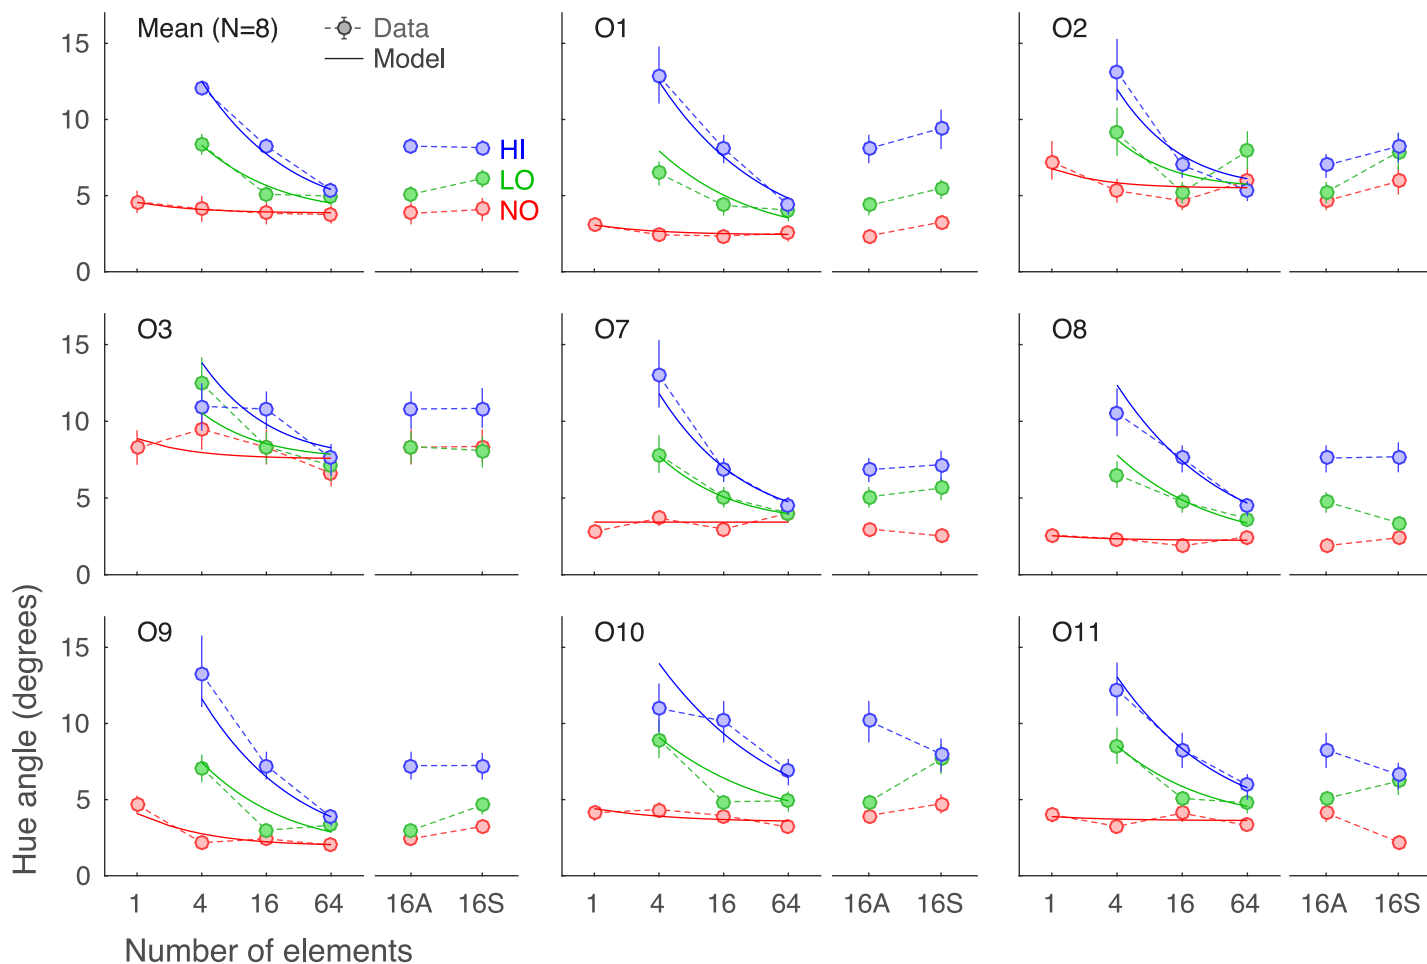 Mean (N=8)
Data
Model
HI
LO
NO
15
10
5
0
O1
O2
O3
15
10
5
0
O7
O8
O9
15
10
5
0
O10
O11
1 4 16 64 16A 16S
1 4 16 64 16A 16S
1 4 16 64 16A 16S
Hue angle (degrees)
Number of elements